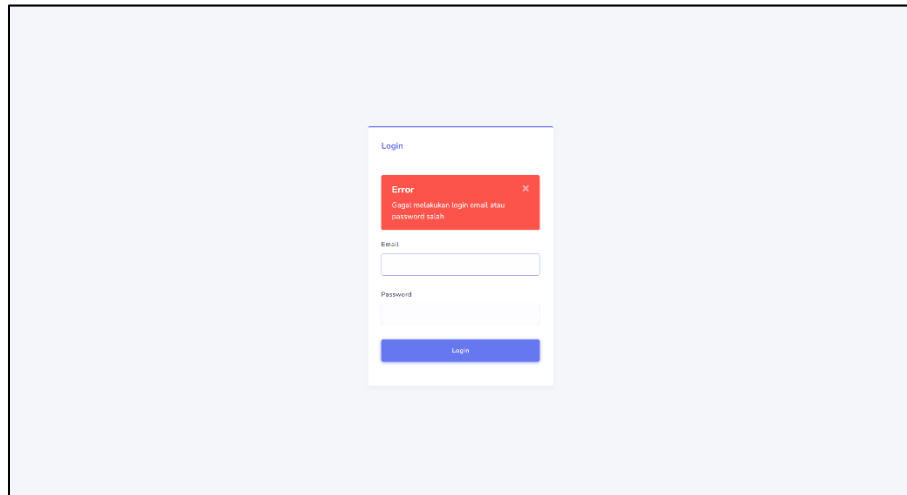 Login
Error
Gagal melakukan login email atau
password salah
Email
Password
Login